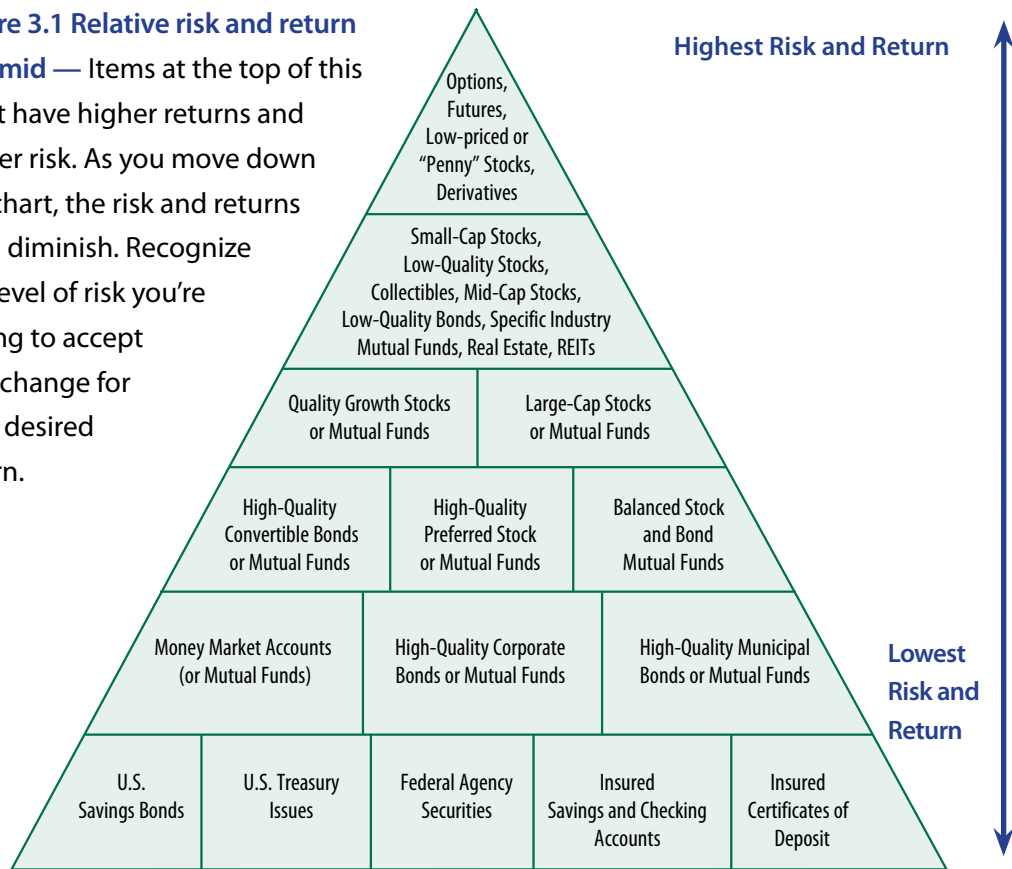 re 3.1 Relative risk and return
mid — Items at the top of this
t have higher returns and
er risk. As you move down
chart, the risk and returns
diminish. Recognize
evel of risk you're
ng to accept
change for
desired
rn.
Highest Risk and Return
Options,
Futures,
Low-priced or
“Penny” Stocks,
Derivatives
Small-Cap Stocks,
Low-Quality Stocks,
Collectibles, Mid-Cap Stocks,
Low-Quality Bonds, Specific Industry
Mutual Funds, Real Estate, REITs
Quality Growth Stocks
or Mutual Funds
Large-Cap Stocks
or Mutual Funds
High-Quality
Convertible Bonds
or Mutual Funds
High-Quality
Preferred Stock
or Mutual Funds
Balanced Stock
and Bond
Mutual Funds
Money Market Accounts
(or Mutual Funds)
High-Quality Corporate
Bonds or Mutual Funds
High-Quality Municipal
Bonds or Mutual Funds
Lowest
Risk and
Return
U.S.
Savings Bonds
U.S. Treasury
Issues
Federal Agency
Securities
Insured
Savings and Checking
Accounts
Insured
Certificates of
Deposit